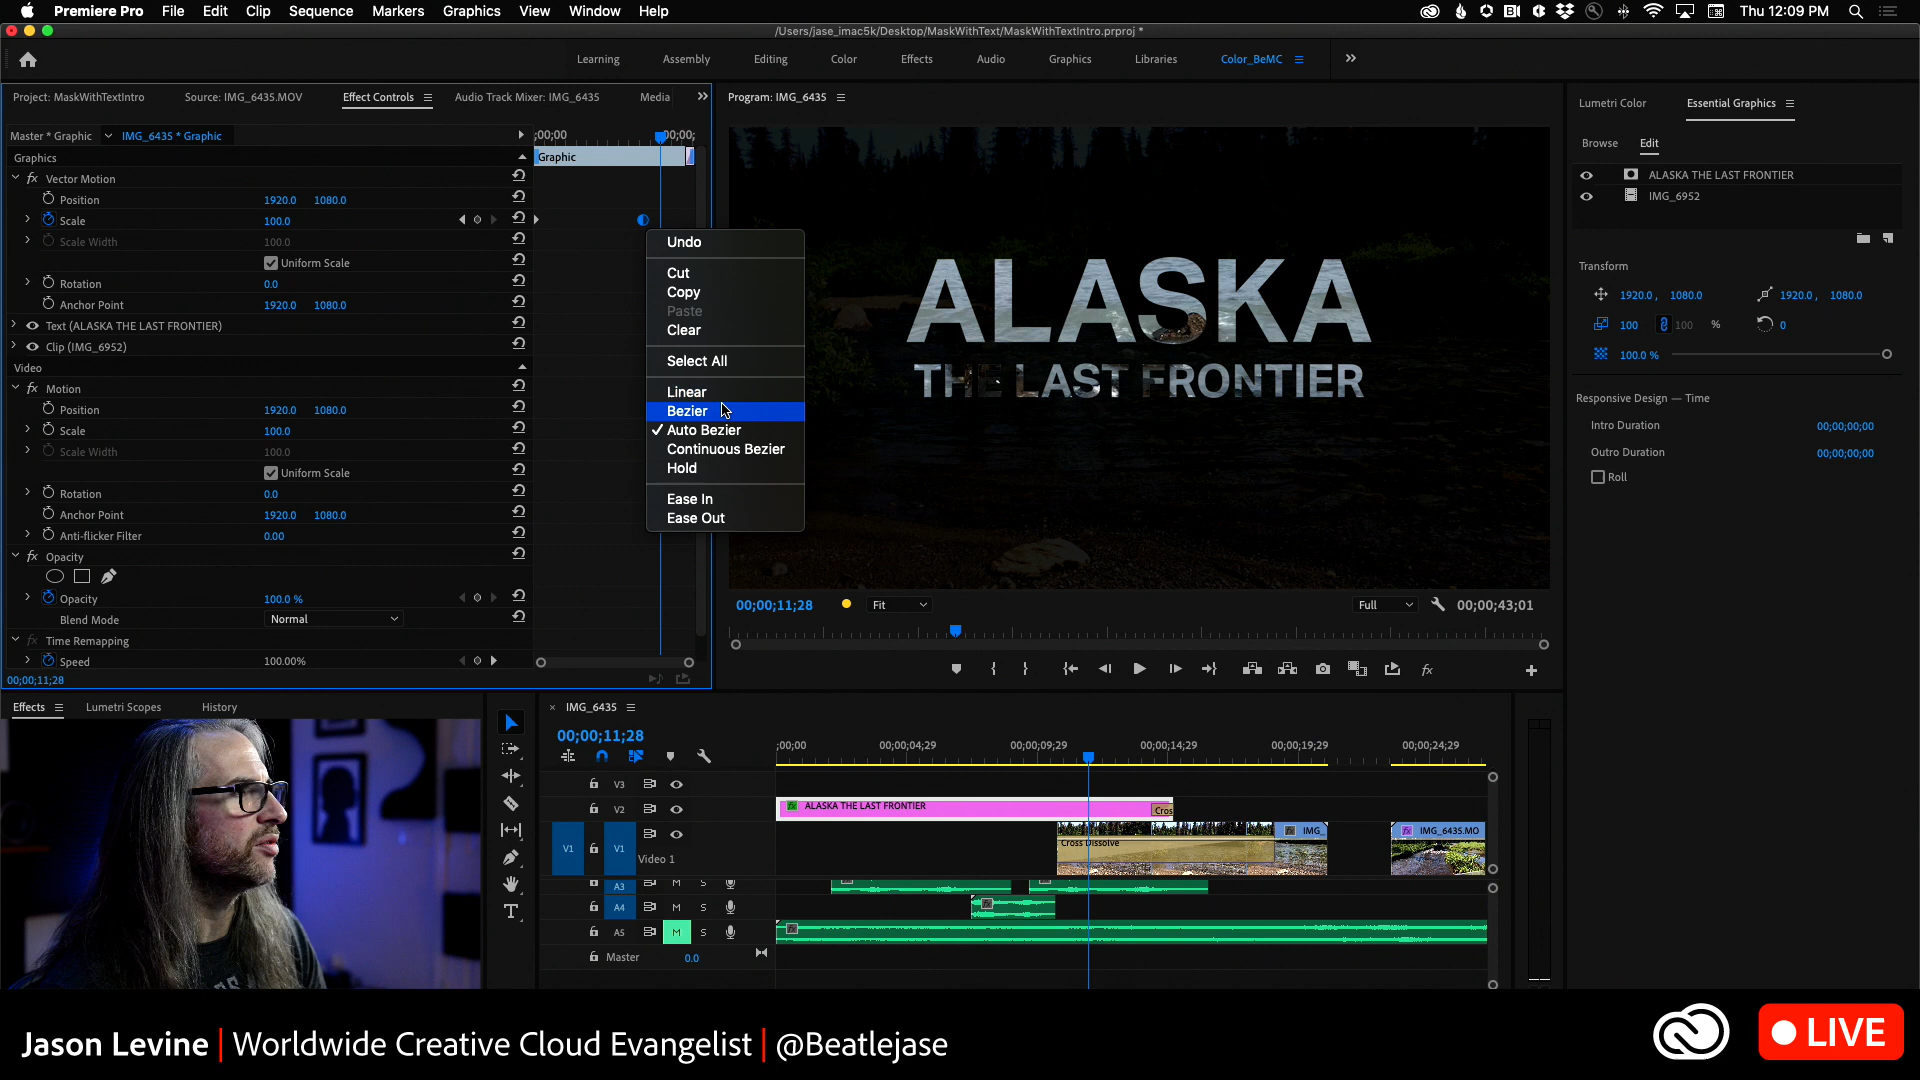 Premiere Pro File Edit Clip Sequence Markers Graphics View Window Help Thu 12:09 PM
/Users/jase_imac5k/Desktop/MaskWithText/MaskWithTextIntro.prproj *
Learning Assembly Editing Color Effects Audio Graphics Libraries Color_BeMC
Project: MaskWithTextIntro Source: IMG_6435.MOV Effect Controls Audio Track Mixer: IMG_6435 Media
Program: IMG_6435
Lumetri Color Essential Graphics
Master * Graphic IMG_6435 * Graphic ;00;00 00;00;
Graphics Graphic
Vector Motion
Position 1920.0 1080.0
Scale 100.0
Scale Width 100.0
Uniform Scale
Rotation 0.0
Anchor Point 1920.0 1080.0
Text (ALASKA THE LAST FRONTIER)
Clip (IMG_6952)
Video
Motion
Position 1920.0 1080.0
Scale 100.0
Scale Width 100.0
Uniform Scale
Rotation 0.0
Anchor Point 1920.0 1080.0
Anti-flicker Filter 0.00
Opacity
Opacity 100.0 %
Blend Mode Normal
Time Remapping
Speed 100.00%
00;00;11;28
Undo
Cut
Copy
Paste
Clear
Select All
Linear
Bezier
Auto Bezier
Continuous Bezier
Hold
Ease In
Ease Out
ALASKA
THE LAST FRONTIER
00;00;11;28 Fit Full 00;00;43;01
Browse Edit
ALASKA THE LAST FRONTIER
IMG_6952
Transform
1920.0 , 1080.0 1920.0 , 1080.0
100 100 % 0
100.0 %
Responsive Design — Time
Intro Duration 00;00;00;00
Outro Duration 00;00;00;00
Roll
Effects Lumetri Scopes History
IMG_6435
00;00;11;28
;00;00 00;00;04;29 00;00;09;29 00;00;14;29 00;00;19;29 00;00;24;29
V3
V2 ALASKA THE LAST FRONTIER Cros
V1 V1 Video 1 Cross Dissolve IMG_ IMG_6435.MO
A3 M S
A4 M S
A5 M S
Master 0.0
Jason Levine | Worldwide Creative Cloud Evangelist | @Beatlejase
LIVE